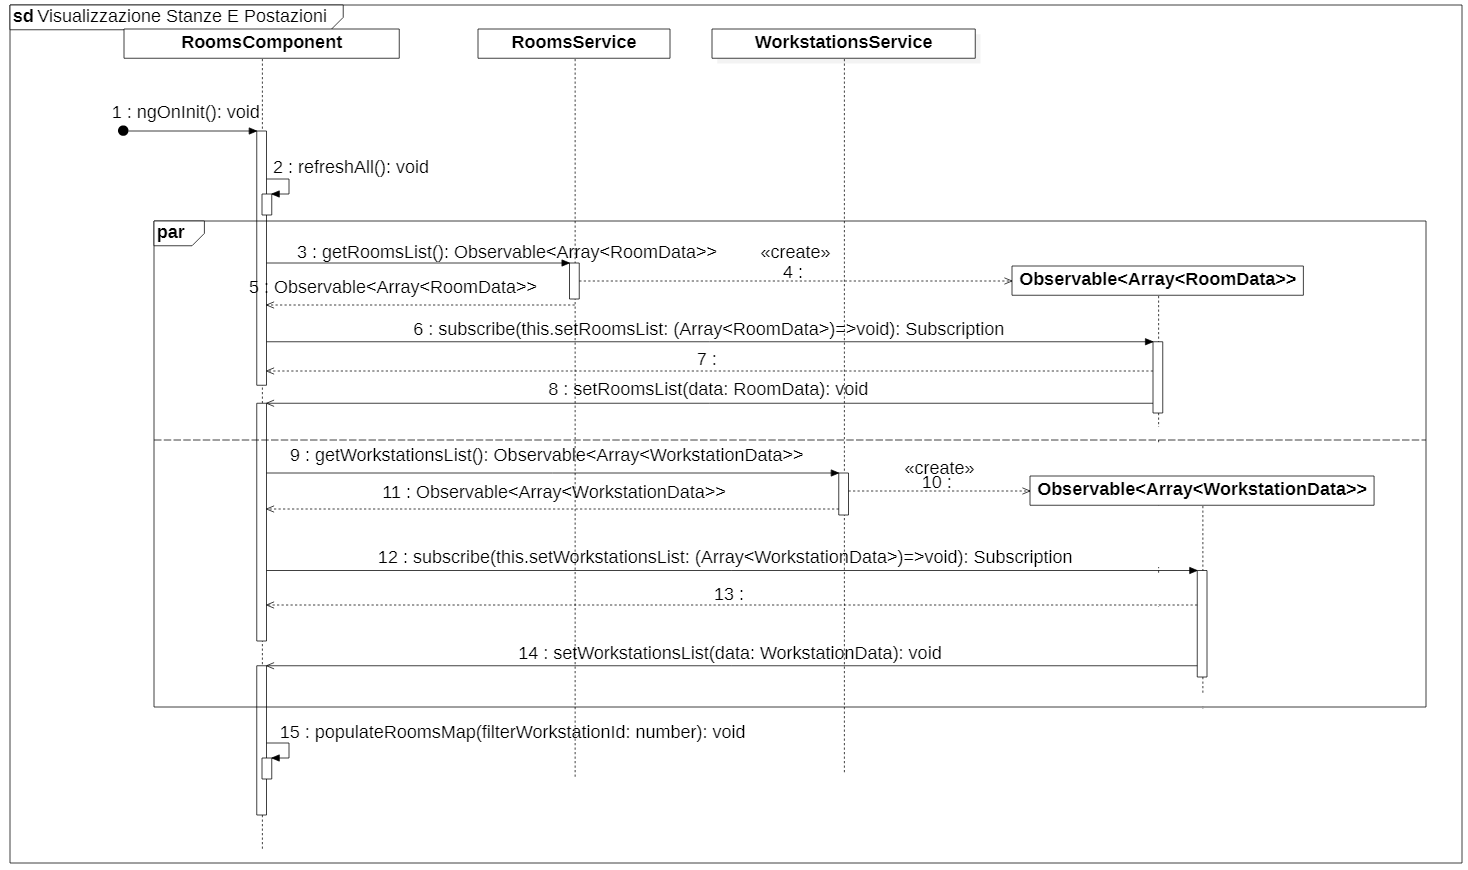 sd Visualizzazione Stanze E Postazioni
RoomsComponent
RoomsService
WorkstationsService
1 : ngOnInit(): void
2 : refreshAll(): void
par
3 : getRoomsList(): Observable<Array<RoomData>>
«create»
4 :
Observable<Array<RoomData>>
5 : Observable<Array<RoomData>>
6 : subscribe(this.setRoomsList: (Array<RoomData>)=>void): Subscription
7 :
8 : setRoomsList(data: RoomData): void
9 : getWorkstationsList(): Observable<Array<WorkstationData>>
«create»
10 :
Observable<Array<WorkstationData>>
11 : Observable<Array<WorkstationData>>
12 : subscribe(this.setWorkstationsList: (Array<WorkstationData>)=>void): Subscription
13 :
14 : setWorkstationsList(data: WorkstationData): void
15 : populateRoomsMap(filterWorkstationId: number): void